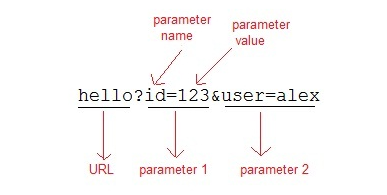 parameter
name
parameter
value
hello?id=123&user=alex
URL
parameter 1
parameter 2